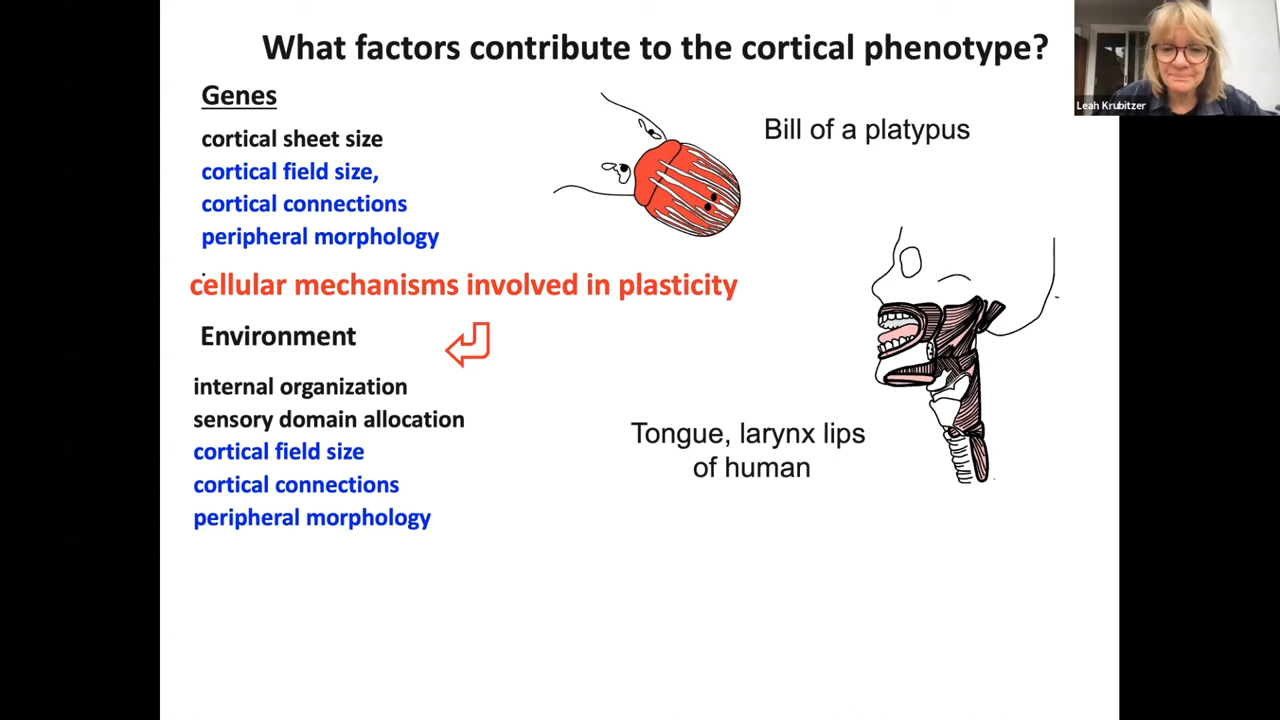 What factors contribute to the cortical phenotype?
Leah Krubitzer
Genes
cortical sheet size
cortical field size,
cortical connections
peripheral morphology
Bill of a platypus
cellular mechanisms involved in plasticity
Environment
internal organization
sensory domain allocation
cortical field size
cortical connections
peripheral morphology
Tongue, larynx lips
of human